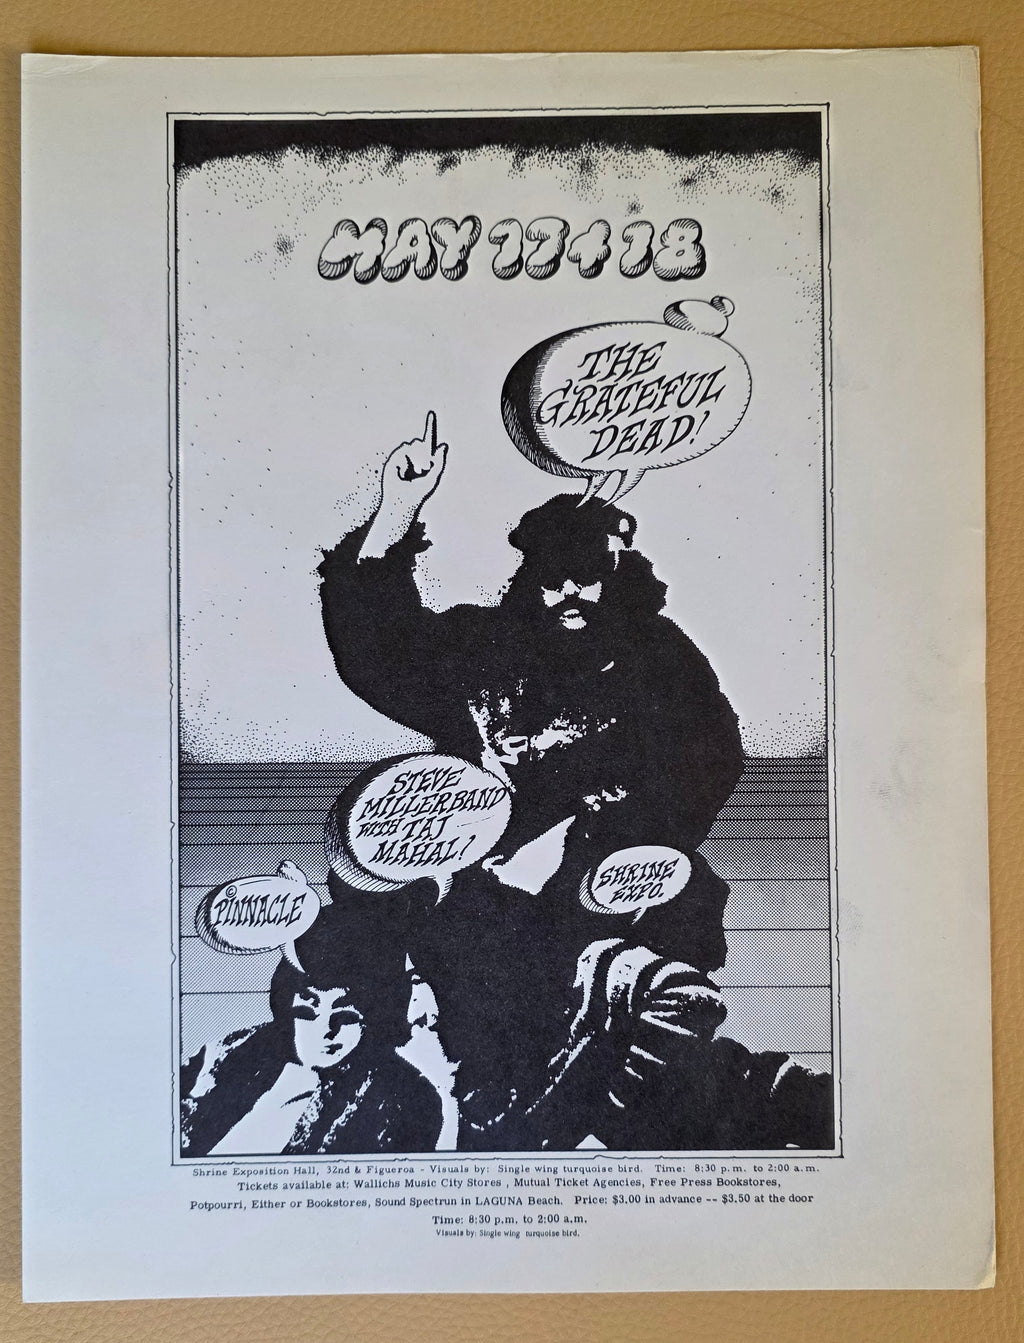 MAY 17 & 18
THE
GRATEFUL
DEAD!
STEVE
MILLERBAND
WITH TAJ
MAHAL!
SHRINE
EXPO.
©
PINNACLE
Shrine Exposition Hall, 32nd & Figueroa - Visuals by: Single wing turquoise bird. Time: 8:30 p.m. to 2:00 a.m.
Tickets available at: Wallichs Music City Stores , Mutual Ticket Agencies, Free Press Bookstores,
Potpourri, Either or Bookstores, Sound Spectrun in LAGUNA Beach. Price: $3.00 in advance -- $3.50 at the door
Time: 8:30 p.m. to 2:00 a.m.
Visuals by: Single wing turquoise bird.